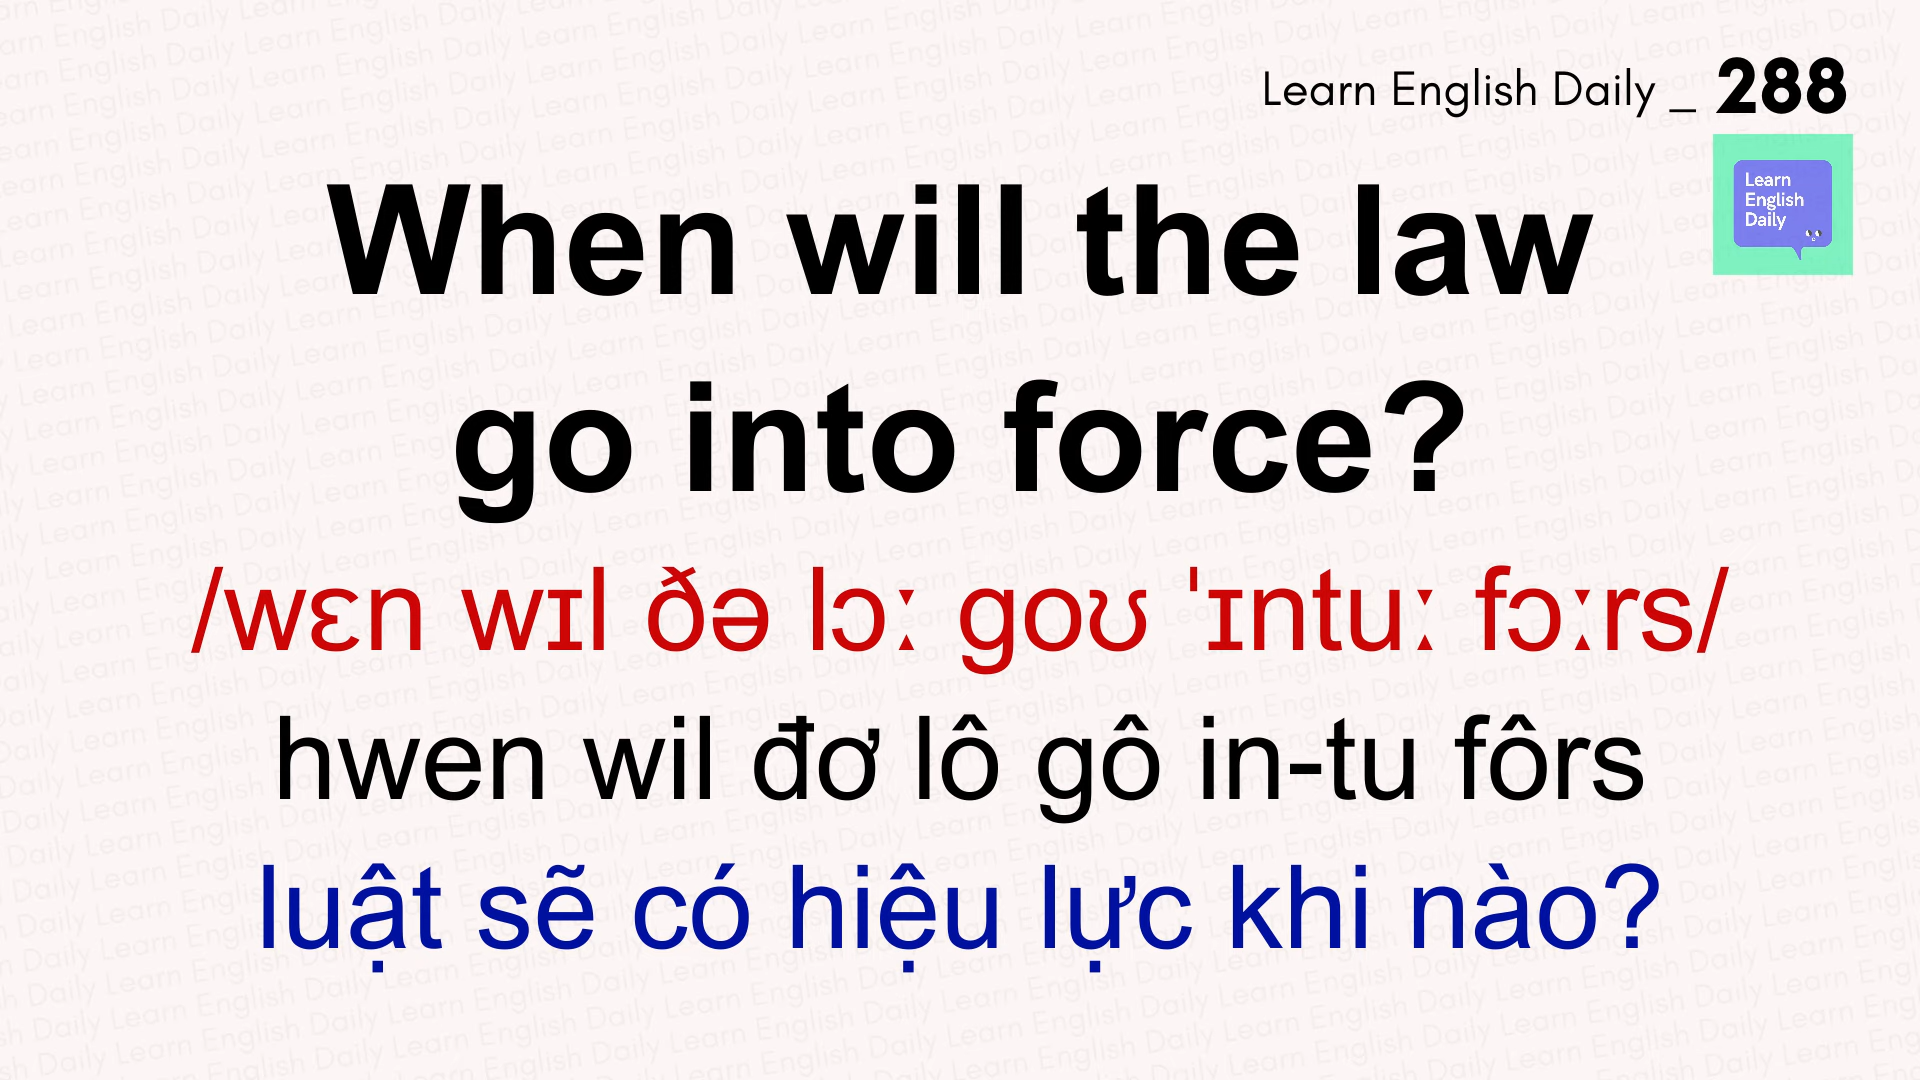 Learn English Daily _ 288
Learn
English
Daily
When will the law
go into force?
/wɛn wɪl ðə lɔː goʊ ˈɪntuː fɔːrs/
hwen wil đơ lô gô in-tu fôrs
luật sẽ có hiệu lực khi nào?